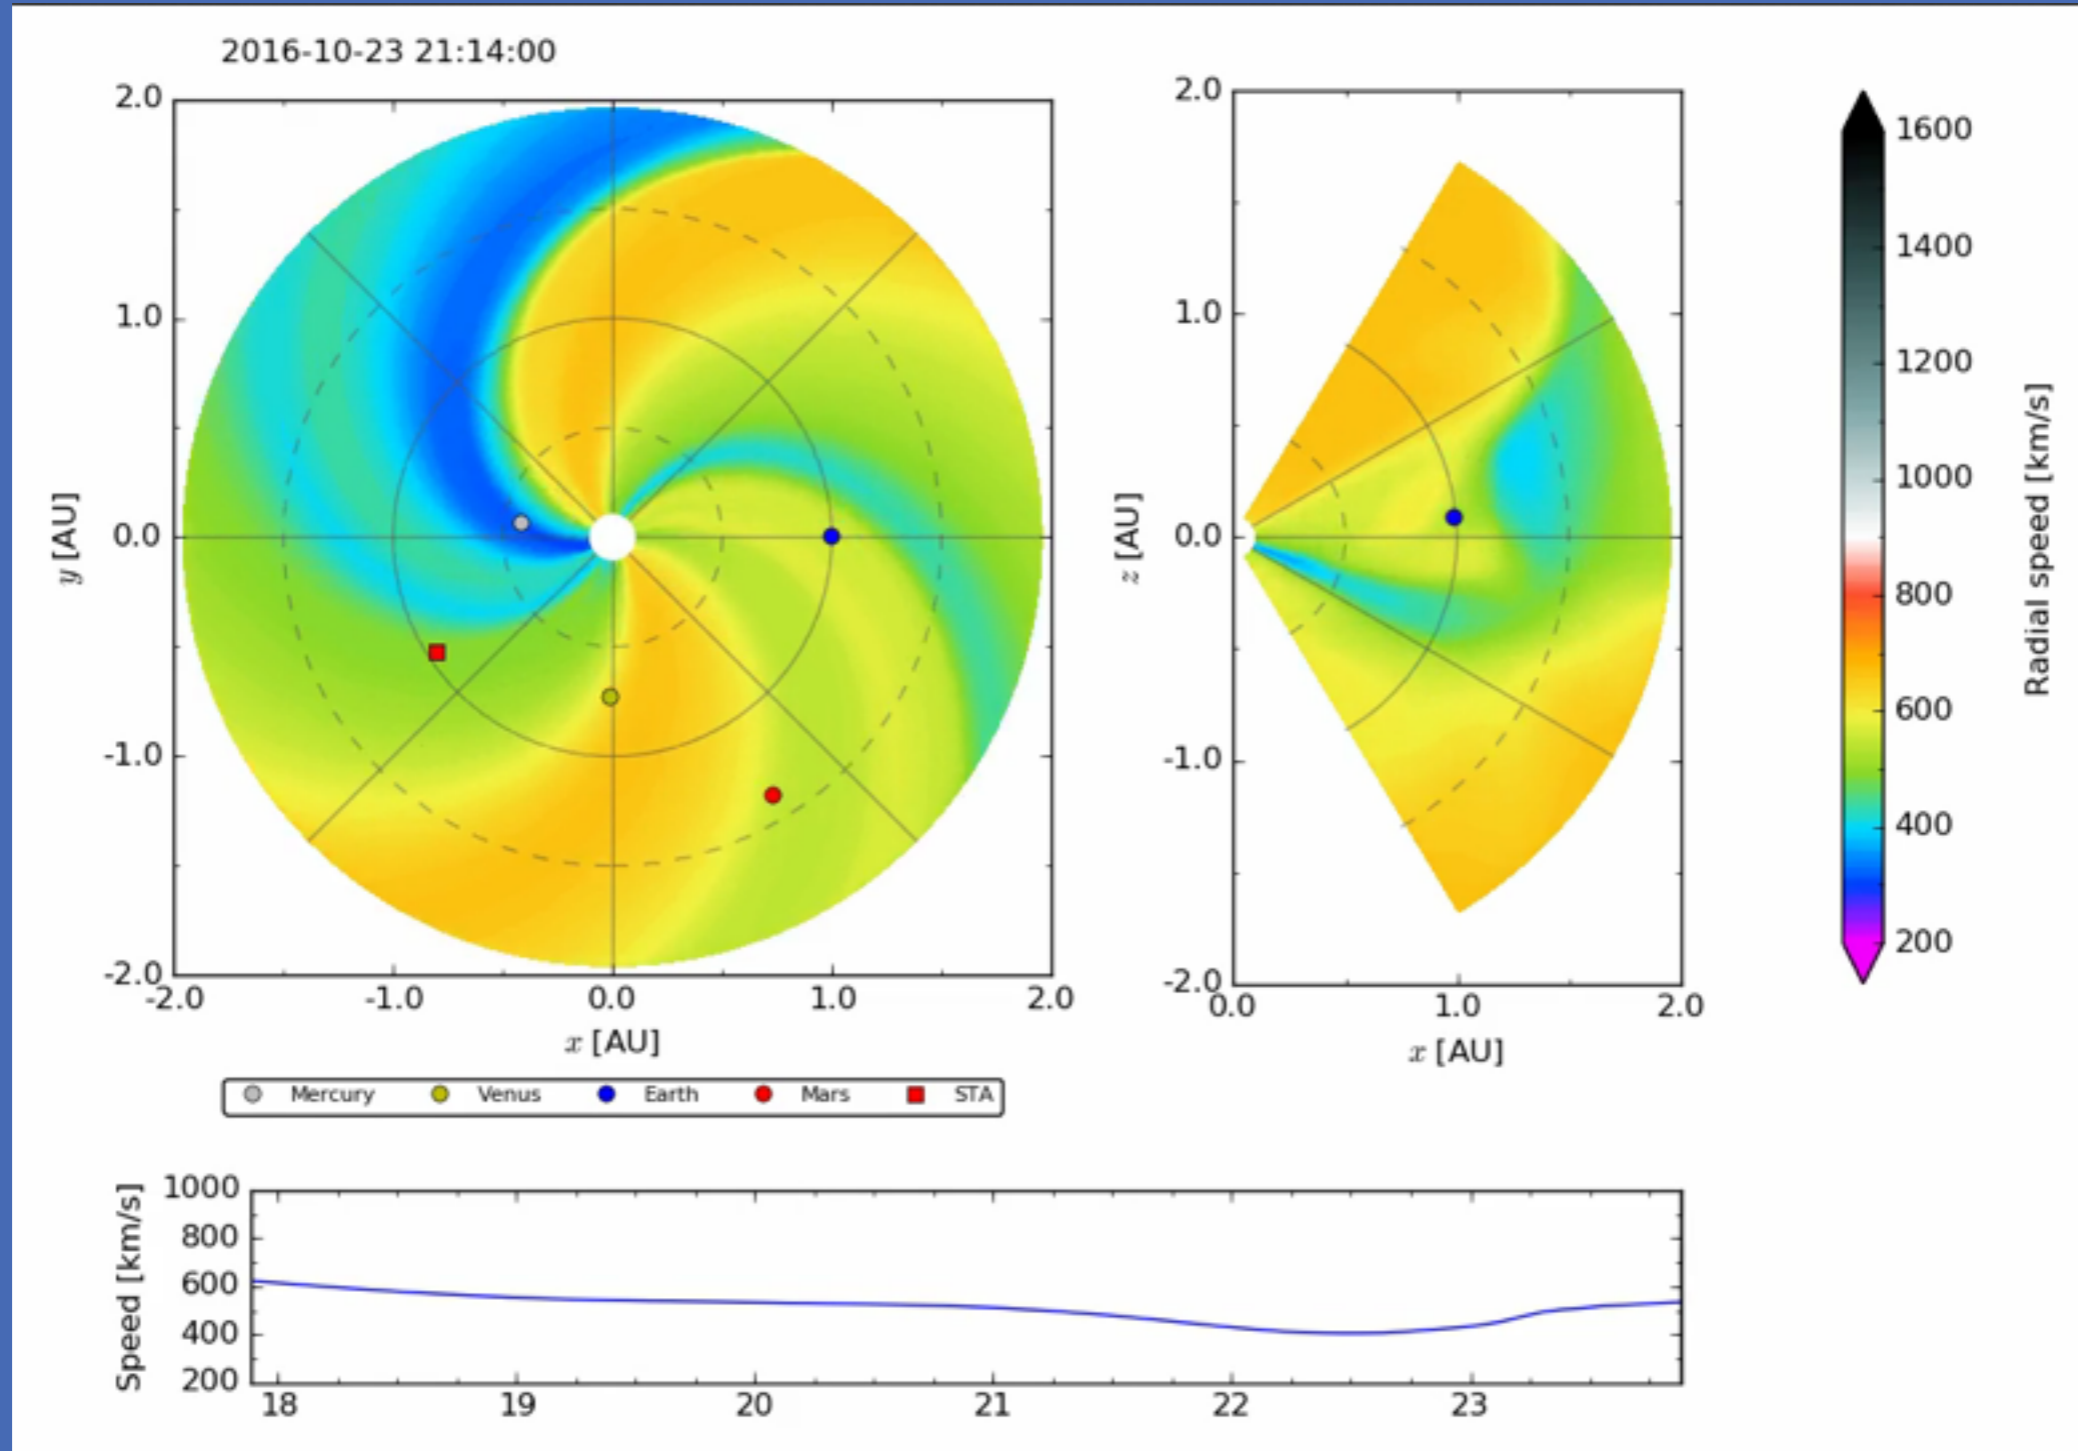 2016-10-23 21:14:00
2.0
1.0
0.0
-1.0
-2.0
y [AU]
-2.0 -1.0 0.0 1.0 2.0
x [AU]
2.0
1.0
0.0
-1.0
-2.0
z [AU]
0.0 1.0 2.0
x [AU]
1600
1400
1200
1000
800
600
400
200
Radial speed [km/s]
Mercury Venus Earth Mars STA
1000
800
600
400
200
Speed [km/s]
18 19 20 21 22 23